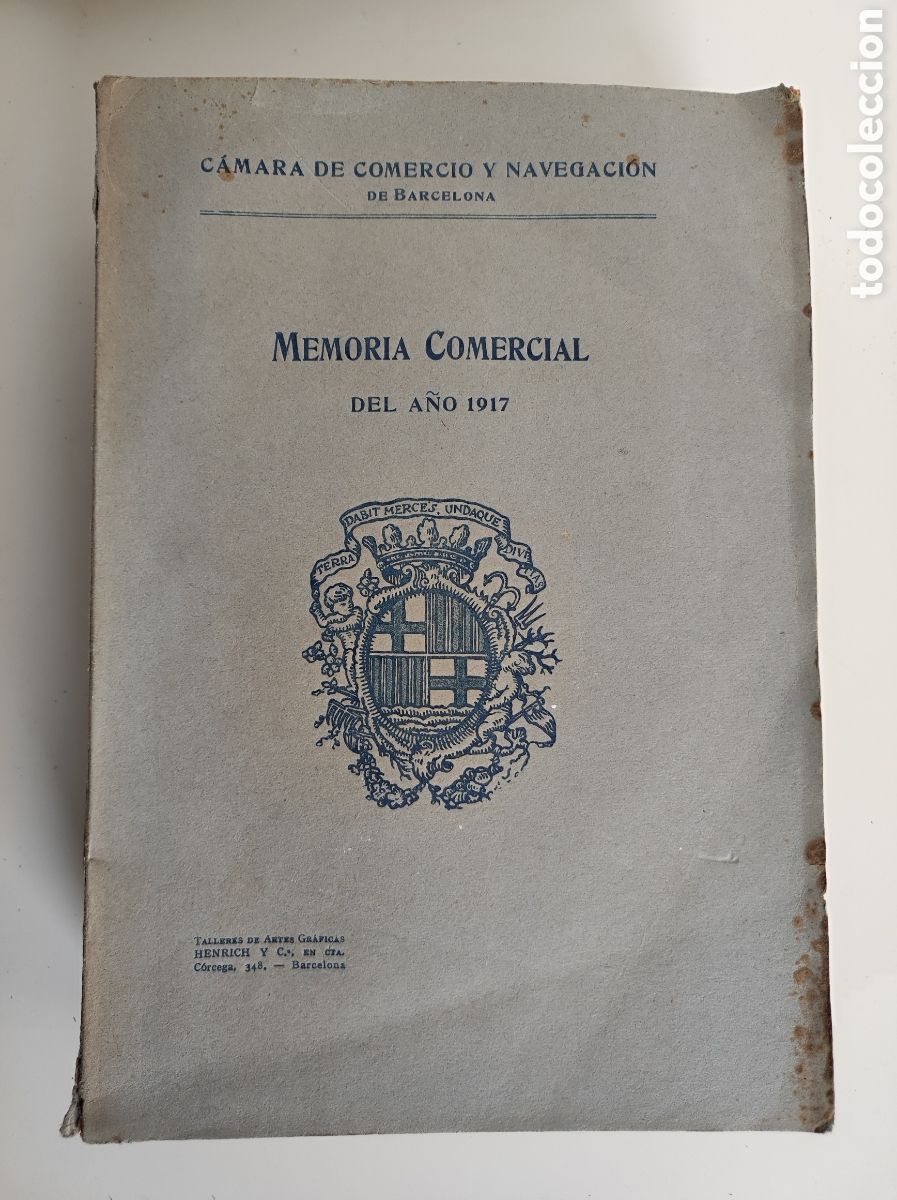 CÁMARA DE COMERCIO Y NAVEGACIÓN
DE BARCELONA
MEMORIA COMERCIAL
DEL AÑO 1917
TERRA DABIT MERCES, UNDAQUE DIVITIAS
TALLERES DE ARTES GRÁFICAS
HENRICH Y C.ª, EN CTA.
Córcega, 348. — Barcelona
todocoleccion